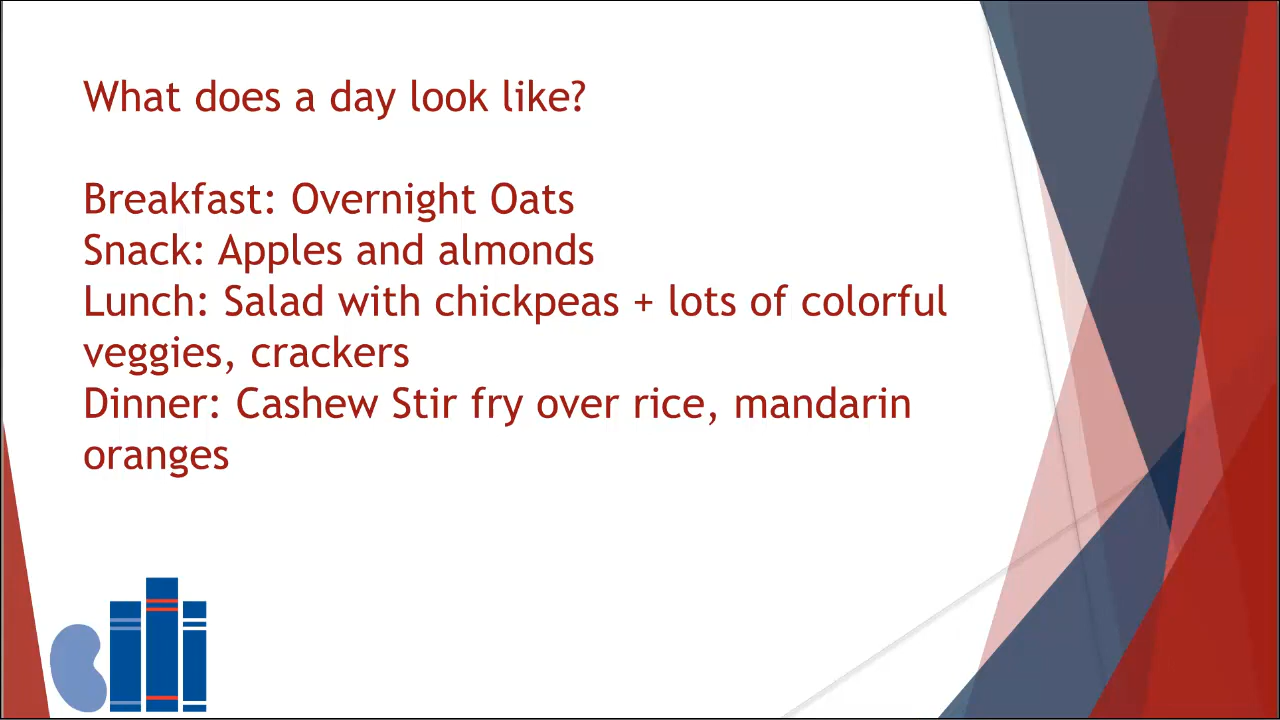 What does a day look like?
Breakfast: Overnight Oats
Snack: Apples and almonds
Lunch: Salad with chickpeas + lots of colorful
veggies, crackers
Dinner: Cashew Stir fry over rice, mandarin
oranges